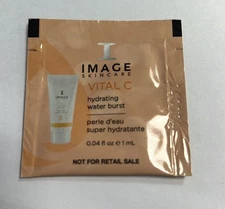 IMAGE
SKINCARE
VITAL C
hydrating
water burst
perle d'eau
super hydratante
0.04 fl oz e 1 mL
NOT FOR RETAIL SALE